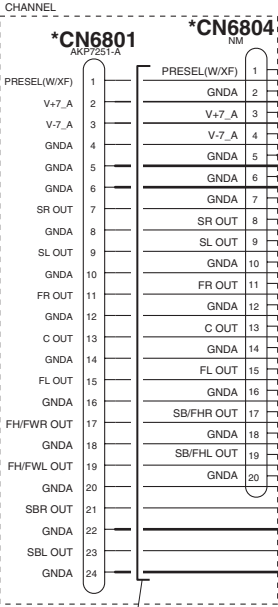 CHANNEL
*CN6801
AKP7251-A
PRESEL(W/XF) 1
V+7_A 2
V-7_A 3
GNDA 4
GNDA 5
GNDA 6
SR OUT 7
GNDA 8
SL OUT 9
GNDA 10
FR OUT 11
GNDA 12
C OUT 13
GNDA 14
FL OUT 15
GNDA 16
FH/FWR OUT 17
GNDA 18
FH/FWL OUT 19
GNDA 20
SBR OUT 21
GNDA 22
SBL OUT 23
GNDA 24
*CN6804
NM
PRESEL(W/XF) 1
GNDA 2
V+7_A 3
V-7_A 4
GNDA 5
GNDA 6
GNDA 7
SR OUT 8
SL OUT 9
GNDA 10
FR OUT 11
GNDA 12
C OUT 13
GNDA 14
FL OUT 15
GNDA 16
SB/FHR OUT 17
GNDA 18
SB/FHL OUT 19
GNDA 20